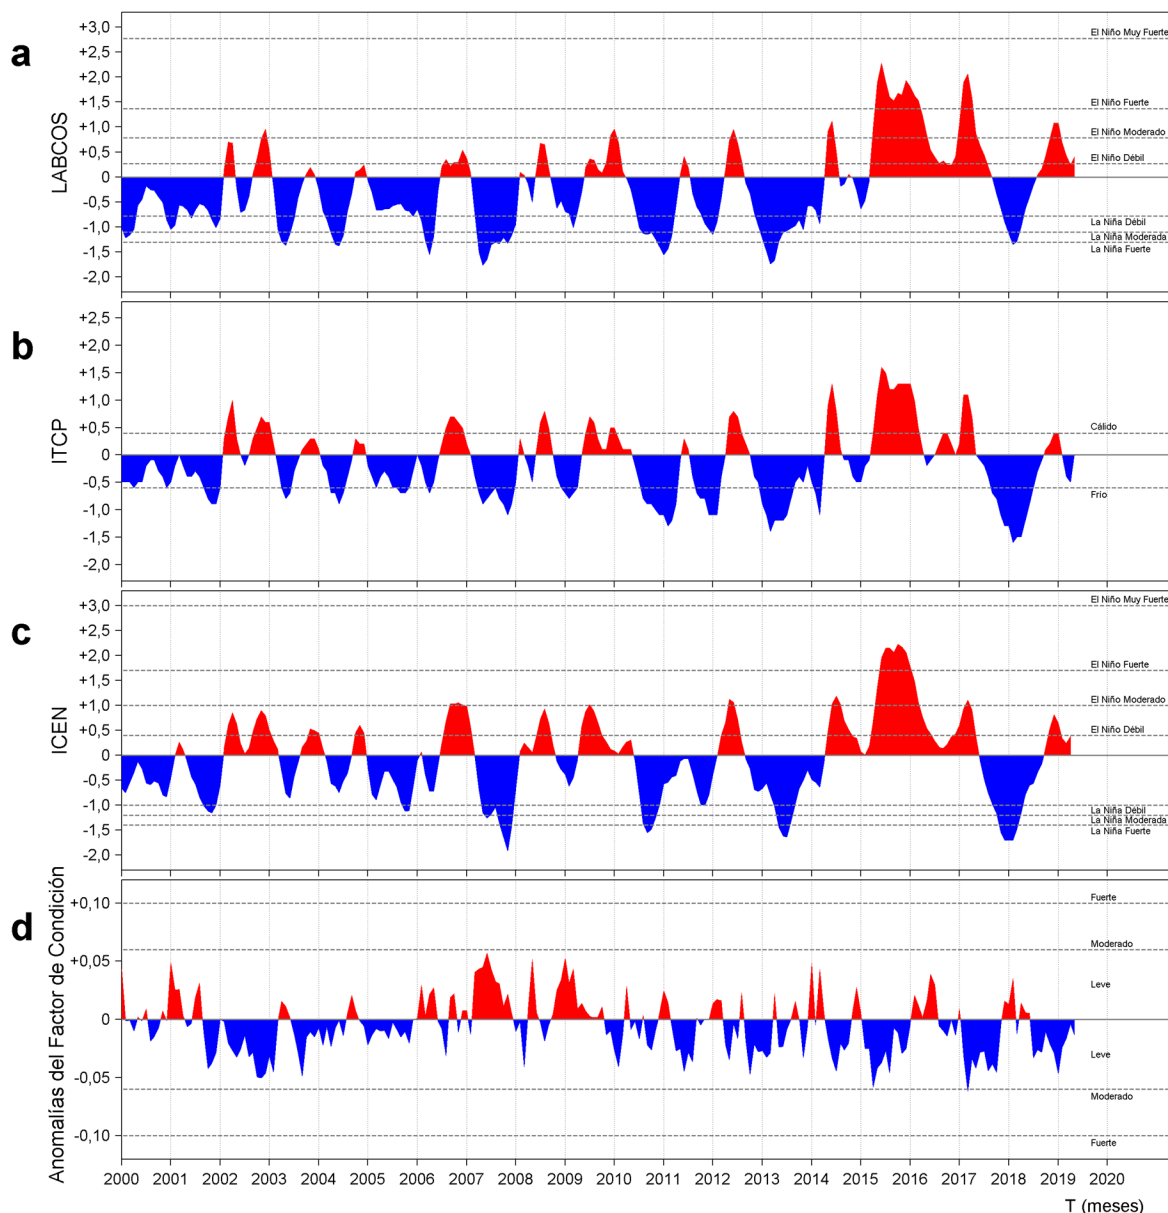 a
LABCOS
+3,0
+2,5
+2,0
+1,5
+1,0
+0,5
0
-0,5
-1,0
-1,5
-2,0
El Niño Muy Fuerte
El Niño Fuerte
El Niño Moderado
El Niño Débil
La Niña Débil
La Niña Moderada
La Niña Fuerte
b
ITCP
+2,5
+2,0
+1,5
+1,0
+0,5
0
-0,5
-1,0
-1,5
-2,0
Cálido
Frío
c
ICEN
+3,0
+2,5
+2,0
+1,5
+1,0
+0,5
0
-0,5
-1,0
-1,5
-2,0
El Niño Muy Fuerte
El Niño Fuerte
El Niño Moderado
El Niño Débil
La Niña Débil
La Niña Moderada
La Niña Fuerte
d
Anomalías del Factor de Condición
+0,10
+0,05
0
-0,05
-0,10
Fuerte
Moderado
Leve
Leve
Moderado
Fuerte
2000 2001 2002 2003 2004 2005 2006 2007 2008 2009 2010 2011 2012 2013 2014 2015 2016 2017 2018 2019 2020
T (meses)